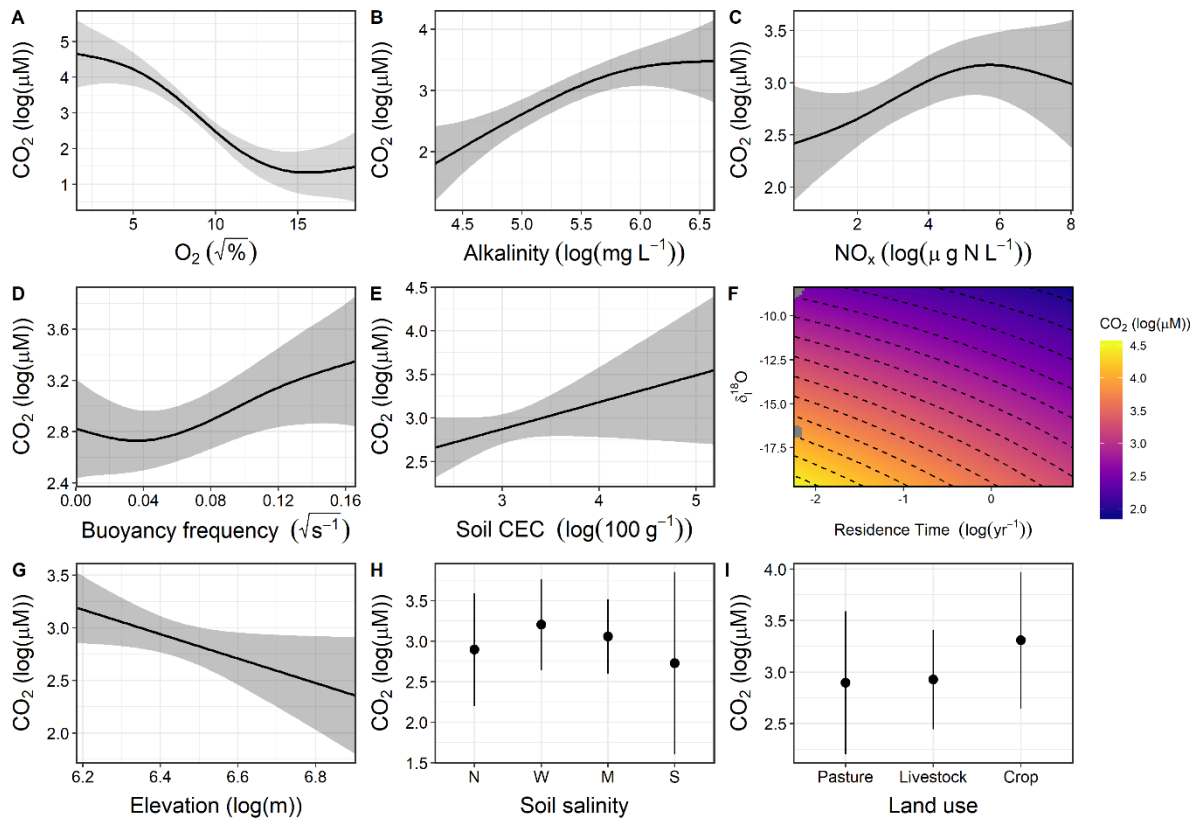 A
CO₂ (log(μM))
5
4
3
2
1
5
10
15
O₂ (√%)
B
CO₂ (log(μM))
4
3
2
4.5
5.0
5.5
6.0
6.5
Alkalinity (log(mg L⁻¹))
C
CO₂ (log(μM))
3.5
3.0
2.5
2.0
2
4
6
8
NOₓ (log(μ g N L⁻¹))
D
CO₂ (log(μM))
3.6
3.2
2.8
2.4
0.00
0.04
0.08
0.12
0.16
Buoyancy frequency (√s⁻¹)
E
CO₂ (log(μM))
4.5
4.0
3.5
3.0
2.5
3
4
5
Soil CEC (log(100 g⁻¹))
F
δₗ¹⁸O
-10.0
-12.5
-15.0
-17.5
-2
-1
0
Residence Time (log(yr⁻¹))
CO₂ (log(μM))
4.5
4.0
3.5
3.0
2.5
2.0
G
CO₂ (log(μM))
3.5
3.0
2.5
2.0
6.2
6.4
6.6
6.8
Elevation (log(m))
H
CO₂ (log(μM))
4.0
3.5
3.0
2.5
2.0
1.5
N
W
M
S
Soil salinity
I
CO₂ (log(μM))
4.0
3.5
3.0
2.5
Pasture
Livestock
Crop
Land use